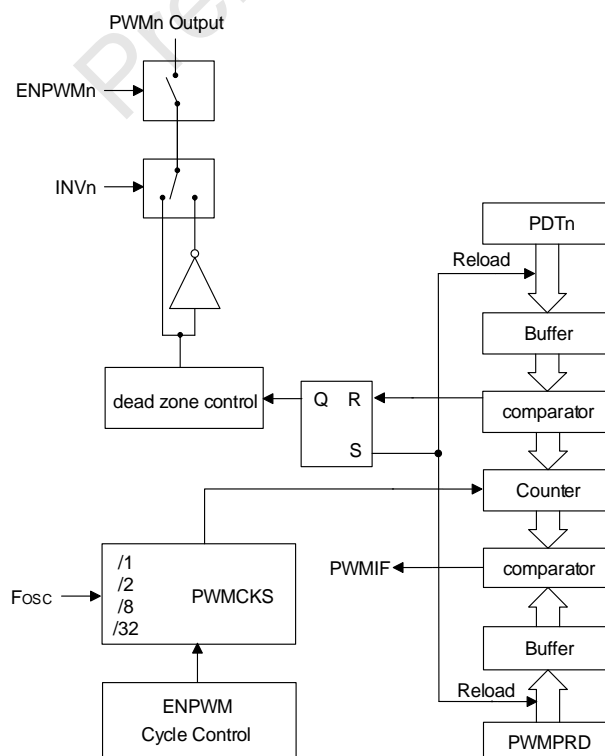 PWMn Output
ENPWMn
INVn
PDTn
Reload
Buffer
dead zone control
Q R
S
comparator
Counter
/1
/2
/8
/32
PWMCKS
Fosc
PWMIF
comparator
Buffer
ENPWM
Cycle Control
Reload
PWMPRD